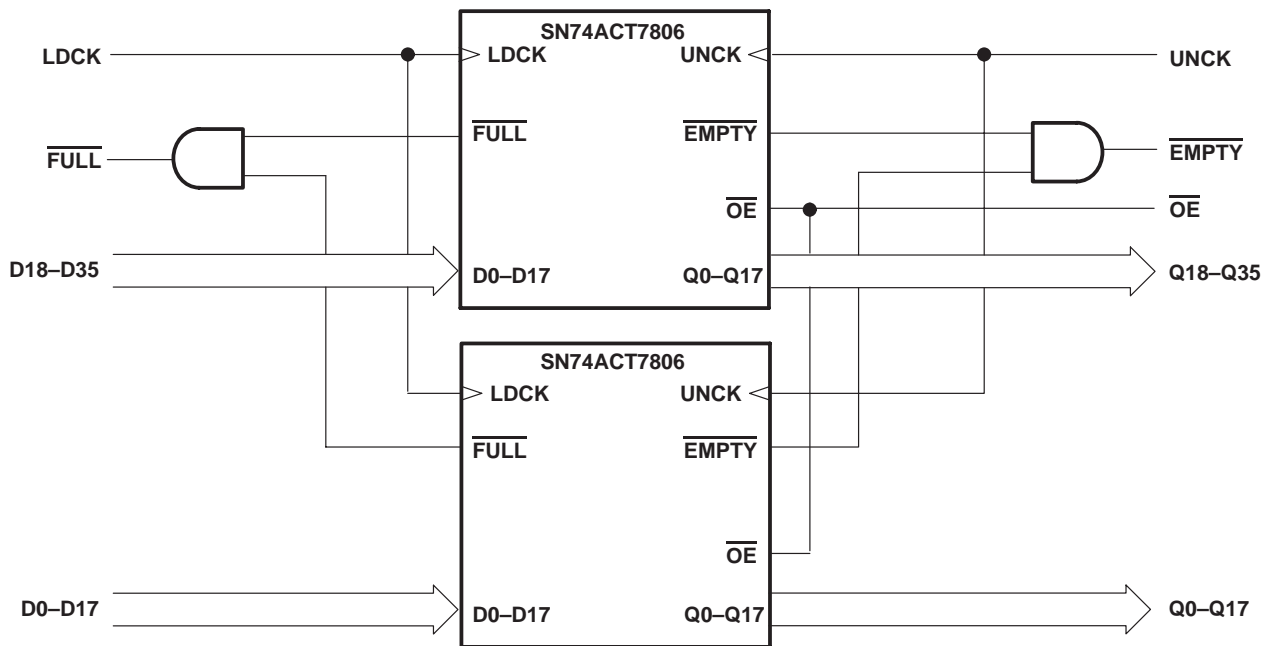 SN74ACT7806
LDCK
LDCK
UNCK
UNCK
FULL
FULL
EMPTY
EMPTY
OE
OE
D18–D35
D0–D17
Q0–Q17
Q18–Q35
SN74ACT7806
LDCK
UNCK
FULL
EMPTY
OE
D0–D17
D0–D17
Q0–Q17
Q0–Q17